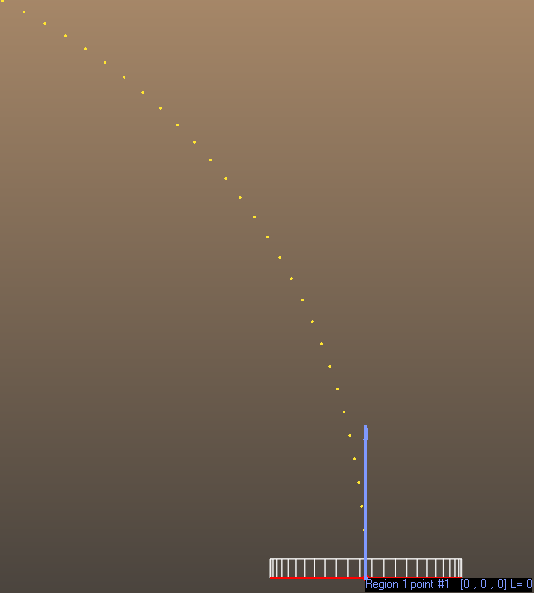 Region 1 point #1 [0 , 0 , 0] L= 0